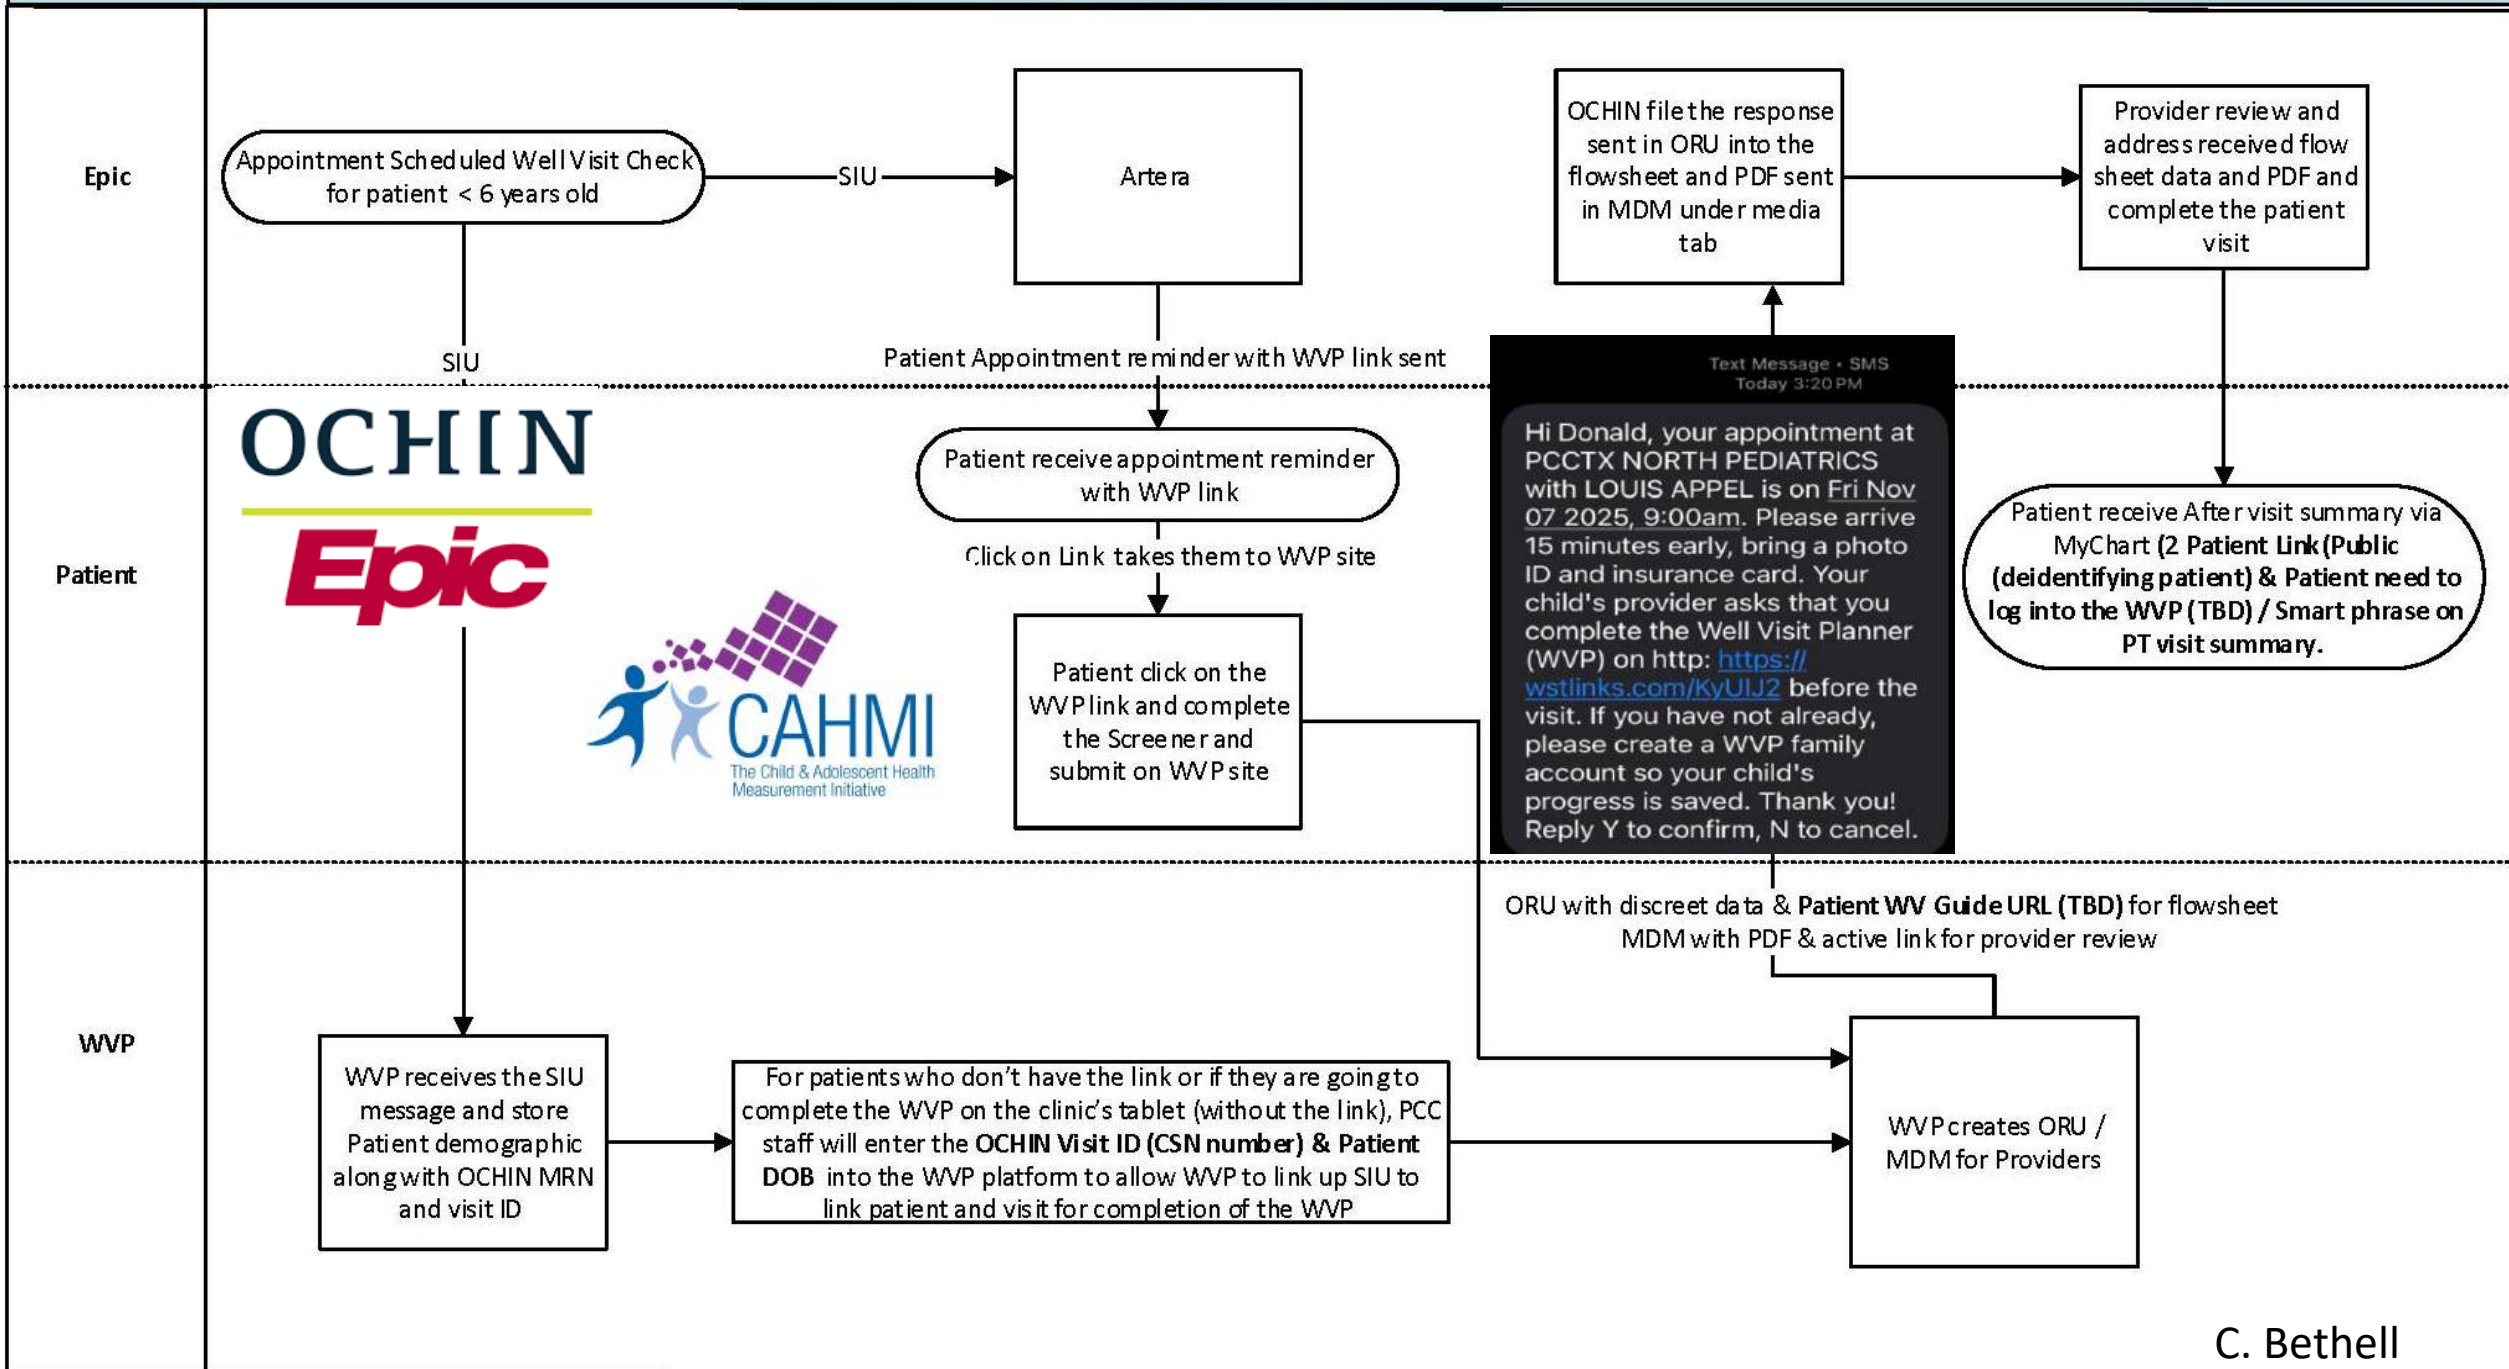 Epic
Appointment Scheduled Well Visit Check
for patient < 6 years old
SIU
Artera
OCHIN file the response
sent in ORU into the
flowsheet and PDF sent
in MDM under media
tab
Provider review and
address received flow
sheet data and PDF and
complete the patient
visit
SIU
Patient Appointment reminder with WVP link sent
Patient
OCHIN
Epic
CAHMI
The Child & Adolescent Health
Measurement Initiative
Patient receive appointment reminder
with WVP link
Click on Link takes them to WVP site
Patient click on the
WVP link and complete
the Screener and
submit on WVP site
Text Message • SMS
Today 3:20 PM
Hi Donald, your appointment at
PCCTX NORTH PEDIATRICS
with LOUIS APPEL is on Fri Nov
07 2025, 9:00am. Please arrive
15 minutes early, bring a photo
ID and insurance card. Your
child's provider asks that you
complete the Well Visit Planner
(WVP) on http: https://
wstlinks.com/KyUIJ2 before the
visit. If you have not already,
please create a WVP family
account so your child's
progress is saved. Thank you!
Reply Y to confirm, N to cancel.
Patient receive After visit summary via
MyChart (2 Patient Link (Public
(deidentifying patient) & Patient need to
log into the WVP (TBD) / Smart phrase on
PT visit summary.
WVP
WVP receives the SIU
message and store
Patient demographic
along with OCHIN MRN
and visit ID
For patients who don't have the link or if they are going to
complete the WVP on the clinic's tablet (without the link), PCC
staff will enter the OCHIN Visit ID (CSN number) & Patient
DOB into the WVP platform to allow WVP to link up SIU to
link patient and visit for completion of the WVP
ORU with discreet data & Patient WV Guide URL (TBD) for flowsheet
MDM with PDF & active link for provider review
WVP creates ORU /
MDM for Providers
C. Bethell